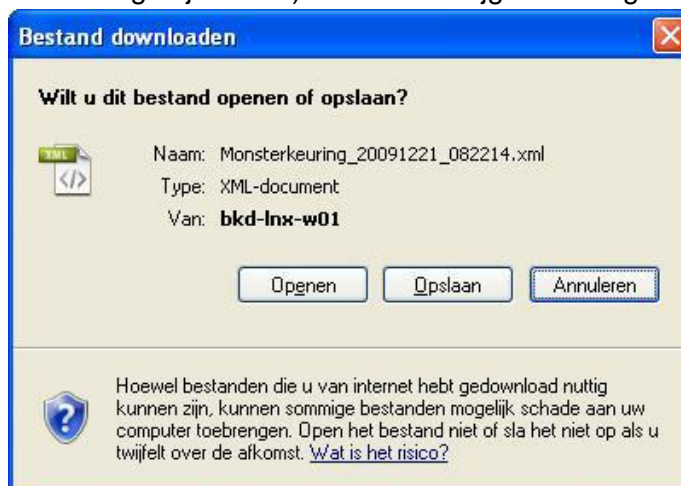 Bestand downloaden
Wilt u dit bestand openen of opslaan?
XML
</>
Naam: Monsterkeuring_20091221_082214.xml
Type: XML-document
Van: bkd-lnx-w01
Openen Opslaan Annuleren
Hoewel bestanden die u van internet hebt gedownload nuttig
kunnen zijn, kunnen sommige bestanden mogelijk schade aan uw
computer toebrengen. Open het bestand niet of sla het niet op als u
twijfelt over de afkomst. Wat is het risico?